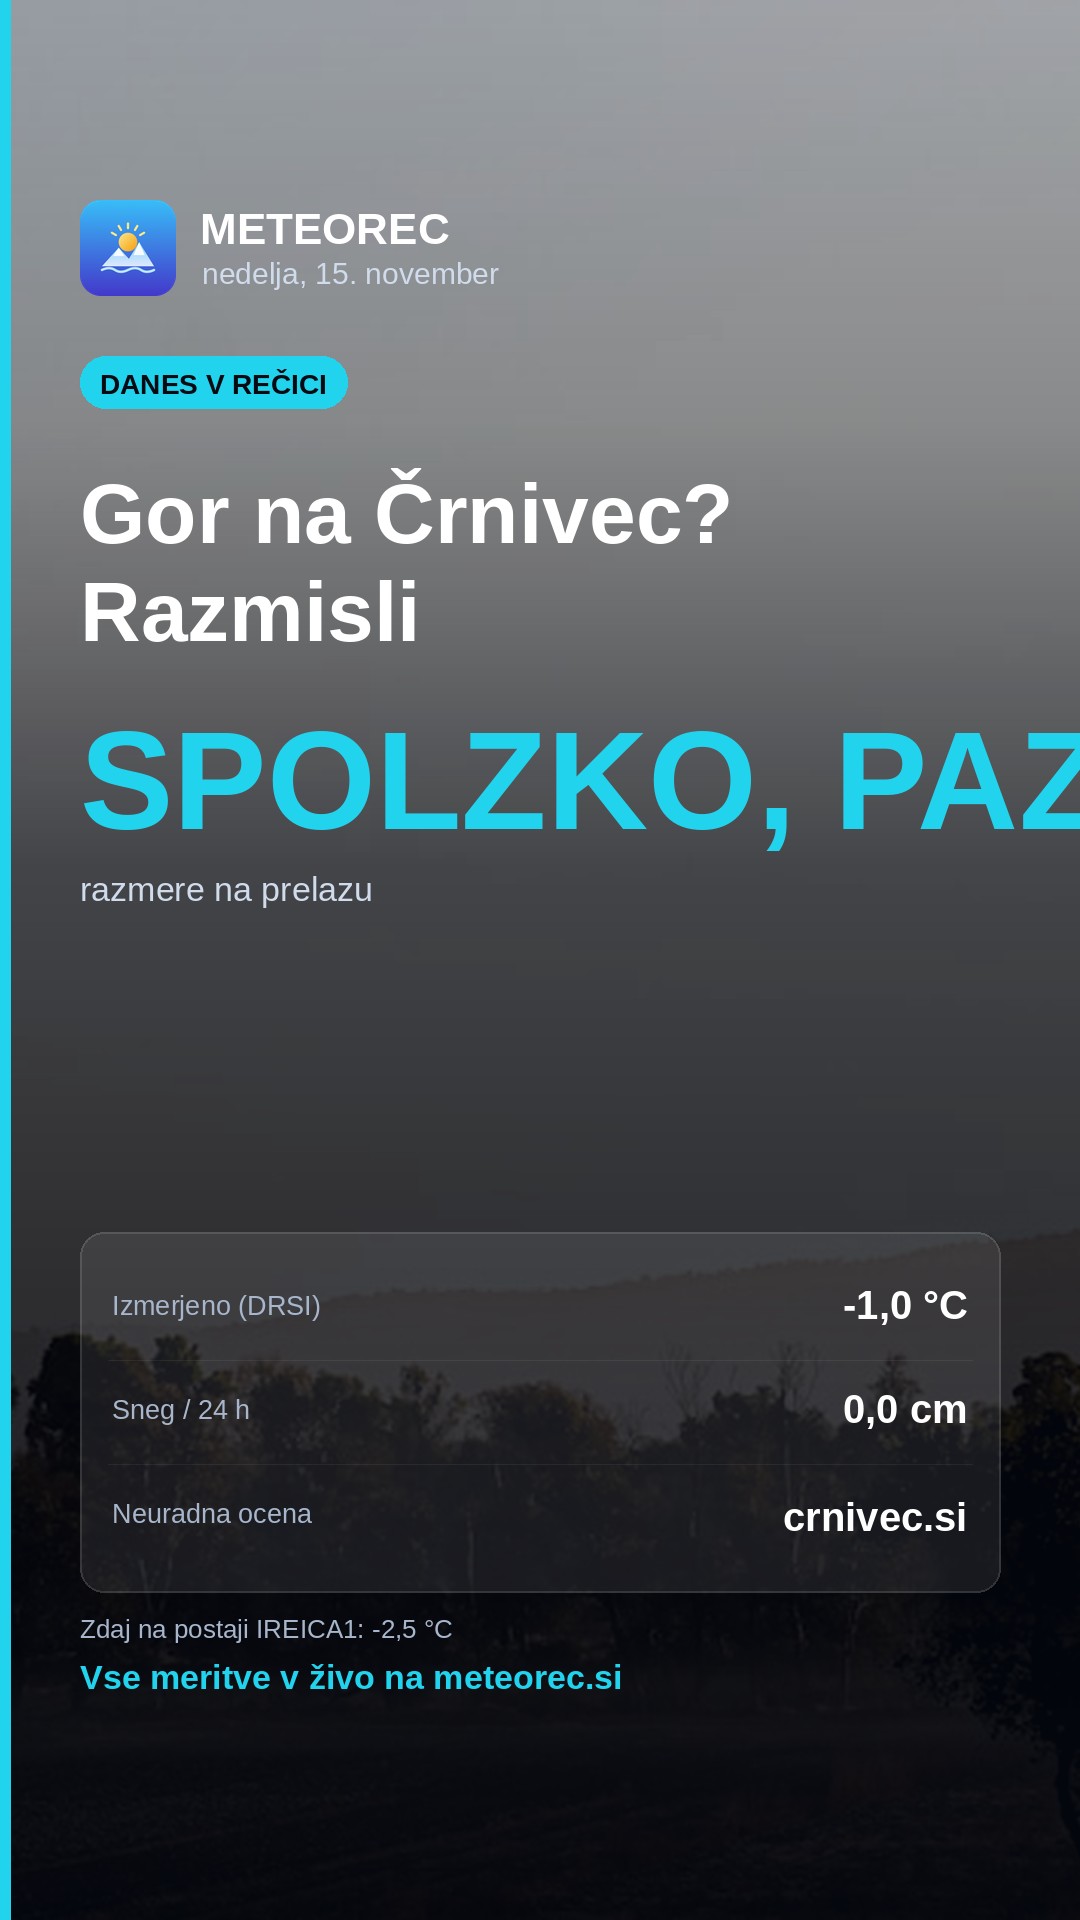 METEOREC
nedelja, 15. november
DANES V REČICI
Gor na Črnivec?
Razmisli
SPOLZKO, PAZ
razmere na prelazu
Izmerjeno (DRSI)
-1,0 °C
Sneg / 24 h
0,0 cm
Neuradna ocena
crnivec.si
Zdaj na postaji IREICA1: -2,5 °C
Vse meritve v živo na meteorec.si